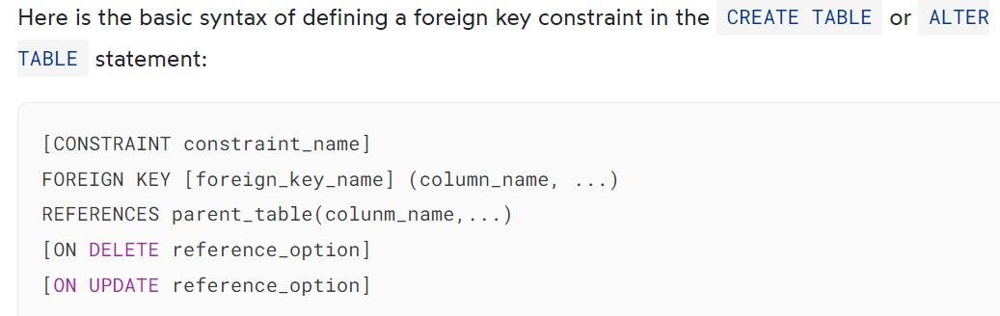 Here is the basic syntax of defining a foreign key constraint in the CREATE TABLE or ALTER
TABLE statement:
[CONSTRAINT constraint_name]
FOREIGN KEY [foreign_key_name] (column_name, ...)
REFERENCES parent_table(colunm_name,...)
[ON DELETE reference_option]
[ON UPDATE reference_option]